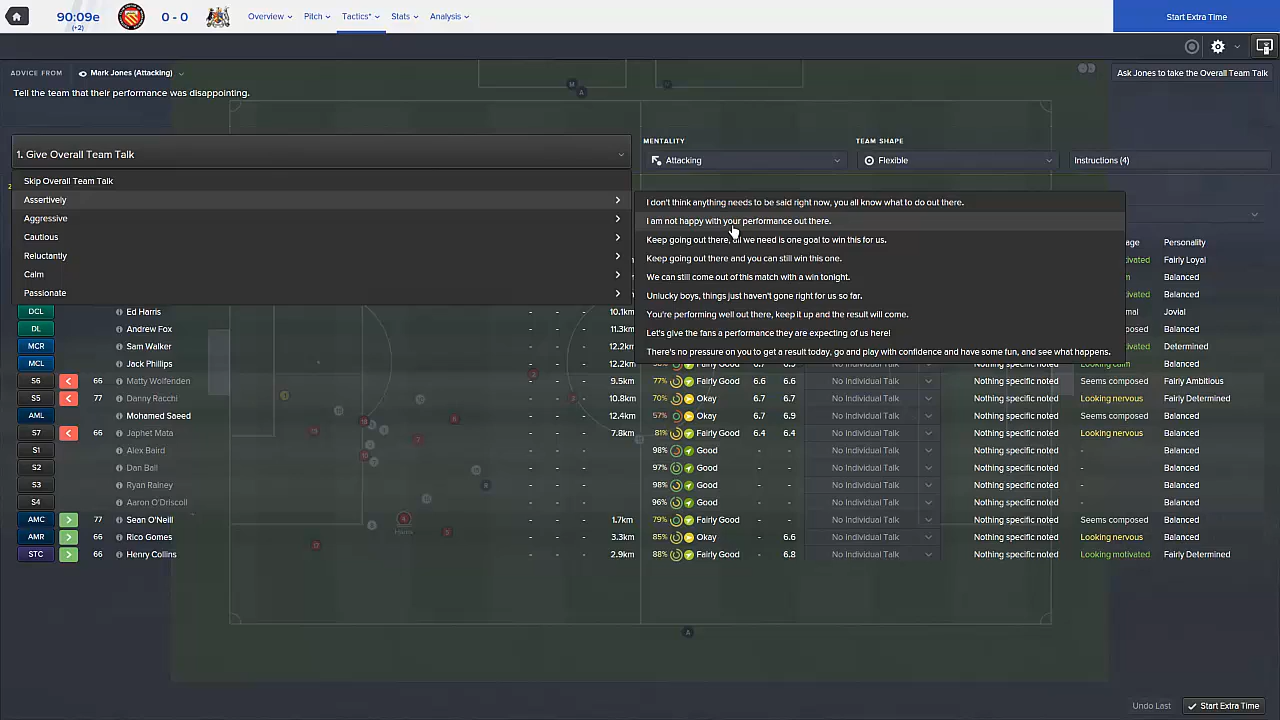 90:09e 0 - 0 Overview Pitch Tactics* Stats Analysis Start Extra Time
(+2)
ADVICE FROM Mark Jones (Attacking) Ask Jones to take the Overall Team Talk
Tell the team that their performance was disappointing.
MENTALITY TEAM SHAPE
1. Give Overall Team Talk Attacking Flexible Instructions (4)
Skip Overall Team Talk
Assertively
Aggressive
Cautious
Reluctantly
Calm
Passionate
I don't think anything needs to be said right now, you all know what to do out there.
I am not happy with your performance out there.
Keep going out there, all we need is one goal to win this for us.
Keep going out there and you can still win this one.
We can still come out of this match with a win tonight.
Unlucky boys, things just haven't gone right for us so far.
You're performing well out there, keep it up and the result will come.
Let's give the fans a performance they are expecting of us here!
There's no pressure on you to get a result today, go and play with confidence and have some fun, and see what happens.
Personality
Fairly Loyal
Balanced
Balanced
DCL Ed Harris - - - 10.1km Jovial
DL Andrew Fox - - - 11.3km Balanced
MCR Sam Walker - - - 12.2km Determined
MCL Jack Phillips - - - 12.2km Fairly Good No Individual Talk Nothing specific noted Looking calm Balanced
S6 66 Matty Wolfenden - - - 9.5km 77% Fairly Good 6.6 6.6 No Individual Talk Nothing specific noted Seems composed Fairly Ambitious
S5 77 Danny Racchi - - - 10.8km 70% Okay 6.7 6.7 No Individual Talk Nothing specific noted Looking nervous Fairly Determined
AML Mohamed Saeed - - - 12.4km 57% Okay 6.7 6.9 No Individual Talk Nothing specific noted Seems composed Balanced
S7 66 Japhet Mata - - - 7.8km 81% Fairly Good 6.4 6.4 No Individual Talk Nothing specific noted Looking nervous Balanced
S1 Alex Baird 98% Good - - No Individual Talk Nothing specific noted - Balanced
S2 Dan Ball 97% Good - - No Individual Talk Nothing specific noted - Balanced
S3 Ryan Rainey 98% Good - - No Individual Talk Nothing specific noted - Balanced
S4 Aaron O'Driscoll 96% Good - - No Individual Talk Nothing specific noted - Balanced
AMC 77 Sean O'Neill - - - 1.7km 79% Fairly Good - - No Individual Talk Nothing specific noted Seems composed Balanced
AMR 66 Rico Gomes - - - 3.3km 85% Okay - 6.6 No Individual Talk Nothing specific noted Looking nervous Balanced
STC 66 Henry Collins - - - 2.9km 88% Fairly Good - 6.8 No Individual Talk Nothing specific noted Looking motivated Fairly Determined
Undo Last Start Extra Time